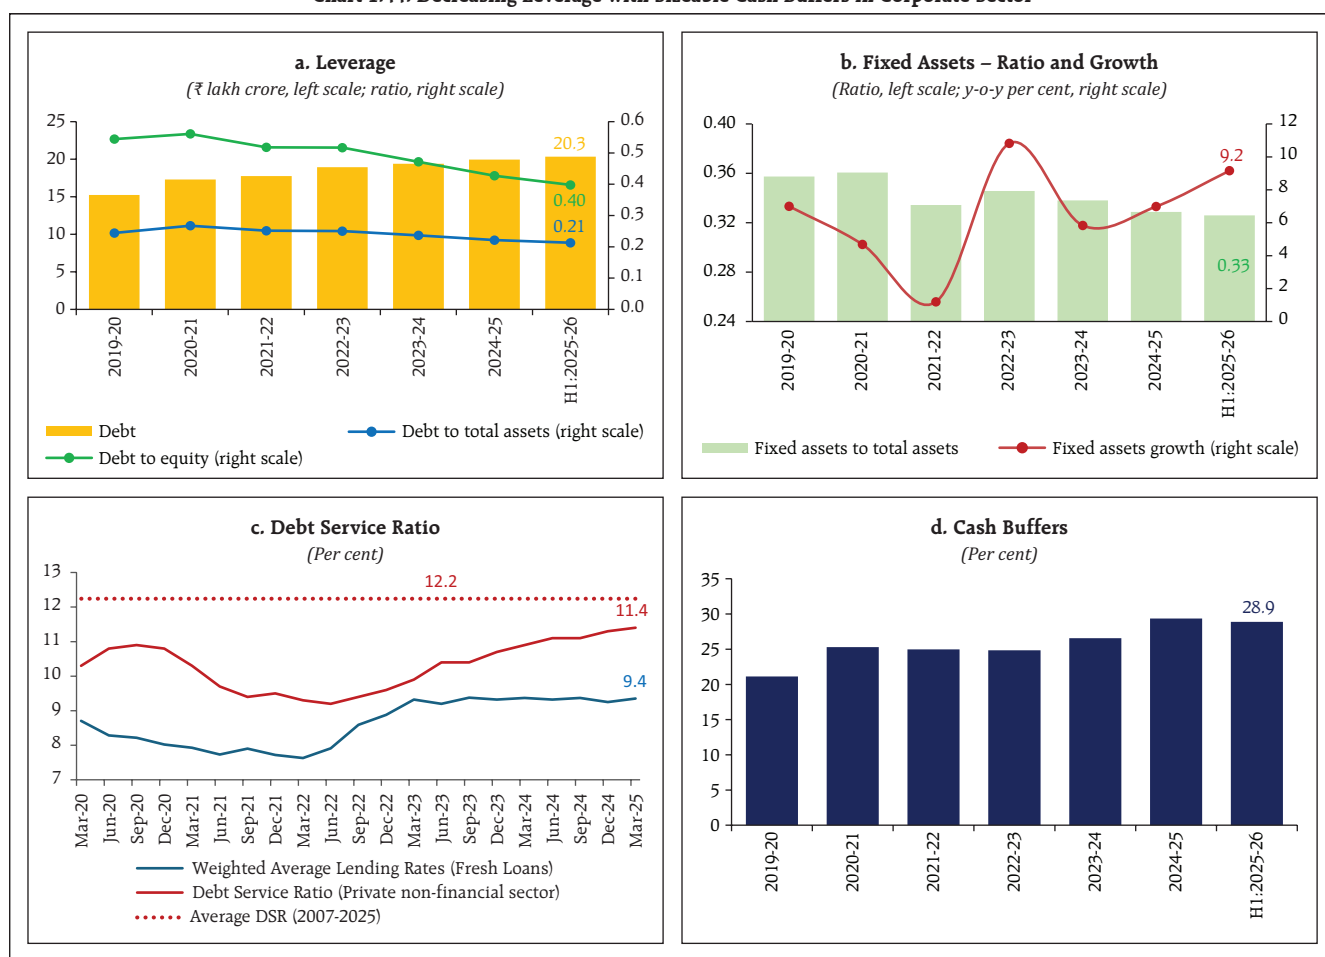 Decreasing Leverage with Sizeable Cash Buffers in Corporate Sector
a. Leverage
(₹ lakh crore, left scale; ratio, right scale)
25
20
15
10
5
0
0.6
0.5
0.4
0.3
0.2
0.1
0.0
20.3
0.40
0.21
2019-20
2020-21
2021-22
2022-23
2023-24
2024-25
H1:2025-26
Debt
Debt to total assets (right scale)
Debt to equity (right scale)
b. Fixed Assets – Ratio and Growth
(Ratio, left scale; y-o-y per cent, right scale)
0.40
0.36
0.32
0.28
0.24
12
10
8
6
4
2
0
9.2
0.33
2019-20
2020-21
2021-22
2022-23
2023-24
2024-25
H1:2025-26
Fixed assets to total assets
Fixed assets growth (right scale)
c. Debt Service Ratio
(Per cent)
13
12
11
10
9
8
7
12.2
11.4
9.4
Mar-20
Jun-20
Sep-20
Dec-20
Mar-21
Jun-21
Sep-21
Dec-21
Mar-22
Jun-22
Sep-22
Dec-22
Mar-23
Jun-23
Sep-23
Dec-23
Mar-24
Jun-24
Sep-24
Dec-24
Mar-25
Weighted Average Lending Rates (Fresh Loans)
Debt Service Ratio (Private non-financial sector)
Average DSR (2007-2025)
d. Cash Buffers
(Per cent)
35
30
25
20
15
10
5
0
28.9
2019-20
2020-21
2021-22
2022-23
2023-24
2024-25
H1:2025-26